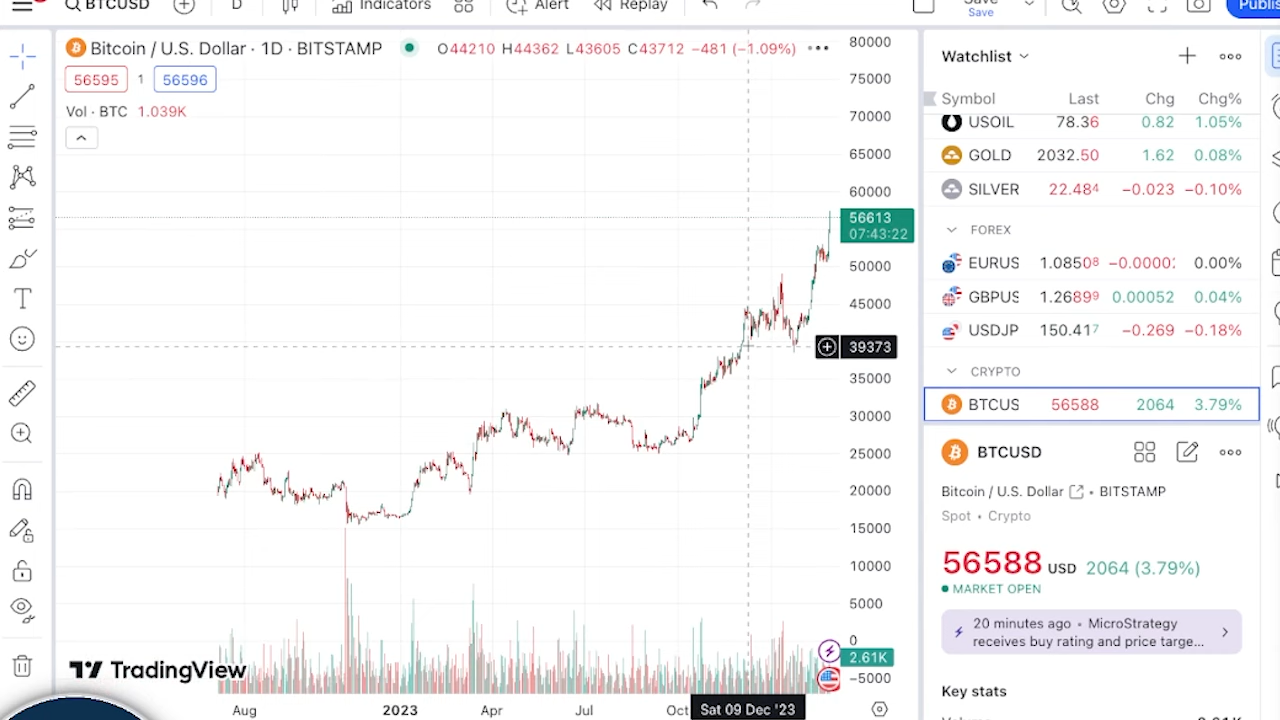 BTCUSD D Indicators Alert Replay Save Save Publis
Bitcoin / U.S. Dollar · 1D · BITSTAMP O44210 H44362 L43605 C43712 −481 (−1.09%)
56595 1 56596
Vol · BTC 1.039K
80000
75000
70000
65000
60000
56613
07:43:22
50000
45000
39373
35000
30000
25000
20000
15000
10000
5000
0
2.61K
−5000
TradingView
Aug 2023 Apr Jul Oct Sat 09 Dec '23
Watchlist
Symbol Last Chg Chg%
USOIL 78.36 0.82 1.05%
GOLD 2032.50 1.62 0.08%
SILVER 22.484 −0.023 −0.10%
FOREX
EURUS 1.08508 −0.0000 0.00%
GBPUS 1.26899 0.00052 0.04%
USDJP 150.417 −0.269 −0.18%
CRYPTO
BTCUS 56588 2064 3.79%
BTCUSD
Bitcoin / U.S. Dollar • BITSTAMP
Spot • Crypto
56588 USD 2064 (3.79%)
MARKET OPEN
20 minutes ago • MicroStrategy
receives buy rating and price targe...
Key stats